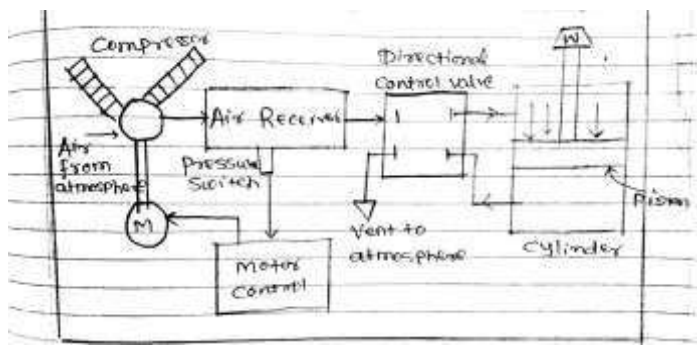 Compressor
Directional
control valve
W
Air Receiver
Air
from
atmosphere
Pressure
switch
M
Motor
control
Vent to
atmosphere
Piston
Cylinder